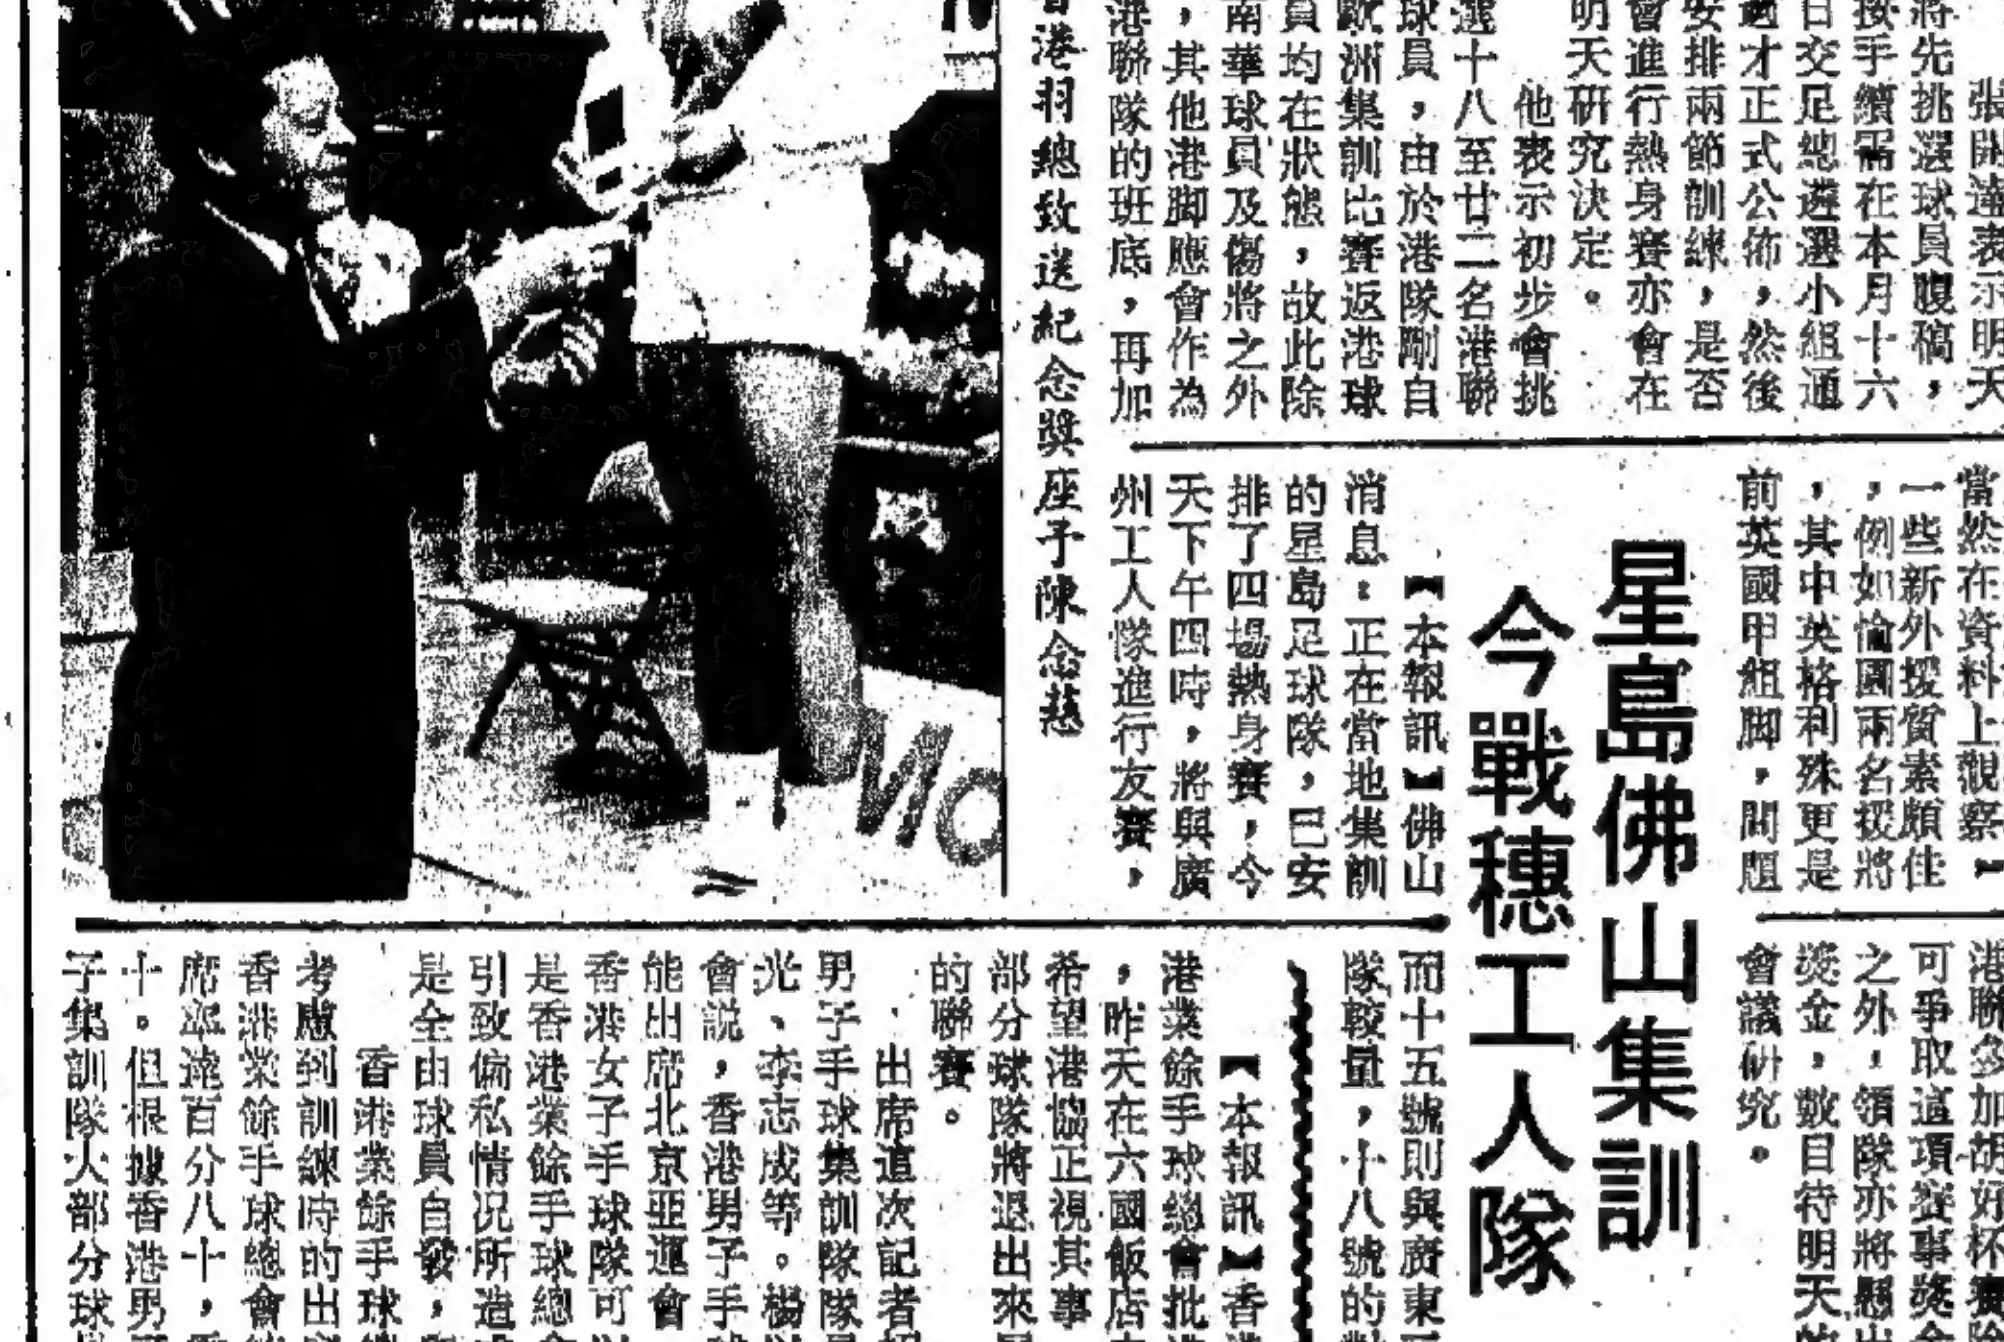 張開達表示明天
將先挑選球員腹稿，
按手續需在本月十六
日交足總遴選小組通
過才正式公佈，然後
安排兩節訓練，是否
會進行熱身賽亦會在
明天研究決定。
他表示初步會挑
選十八至廿二名港聯
球員，由於港隊剛自
歐洲集訓比賽返港球
員均在狀態，故此除
南華球員及傷將之外
，其他港脚應會作為
港聯隊的班底，再加
香港羽總致送紀念獎座予陳念慈
當然在資料上觀察
一些新外援質素頗佳
，例如愉園兩名援將
，其中英格利殊更是
前英國甲組脚，問題
星島佛山集訓
今戰穗工人隊
【本報訊】佛山
消息：正在當地集訓
的星島足球隊，已安
排了四場熱身賽，今
天下午四時，將與廣
州工人隊進行友賽，
港聯多加胡好杯賽
可爭取這項賽事獎金
之外，領隊亦將懸
獎金，數目待明天
會議研究。
而十五號則與廣東
隊較量，十八號的
【本報訊】香
港業餘手球總會批
，昨天在六國飯店
希望港協正視其事
部分球隊將退出來
的聯賽。
出席這次記者
男子手球集訓隊隊
光、李志成等。楊
會說，香港男子手
能出席北京亞運會
香港女子手球隊可
是香港業餘手球總
引致偏私情況所造
是全由球員自發，
香港業餘手球
考慮到訓練時的出
香港業餘手球總會
席率達百分八十，
十。但根據香港男
子集訓隊大部分球
NO